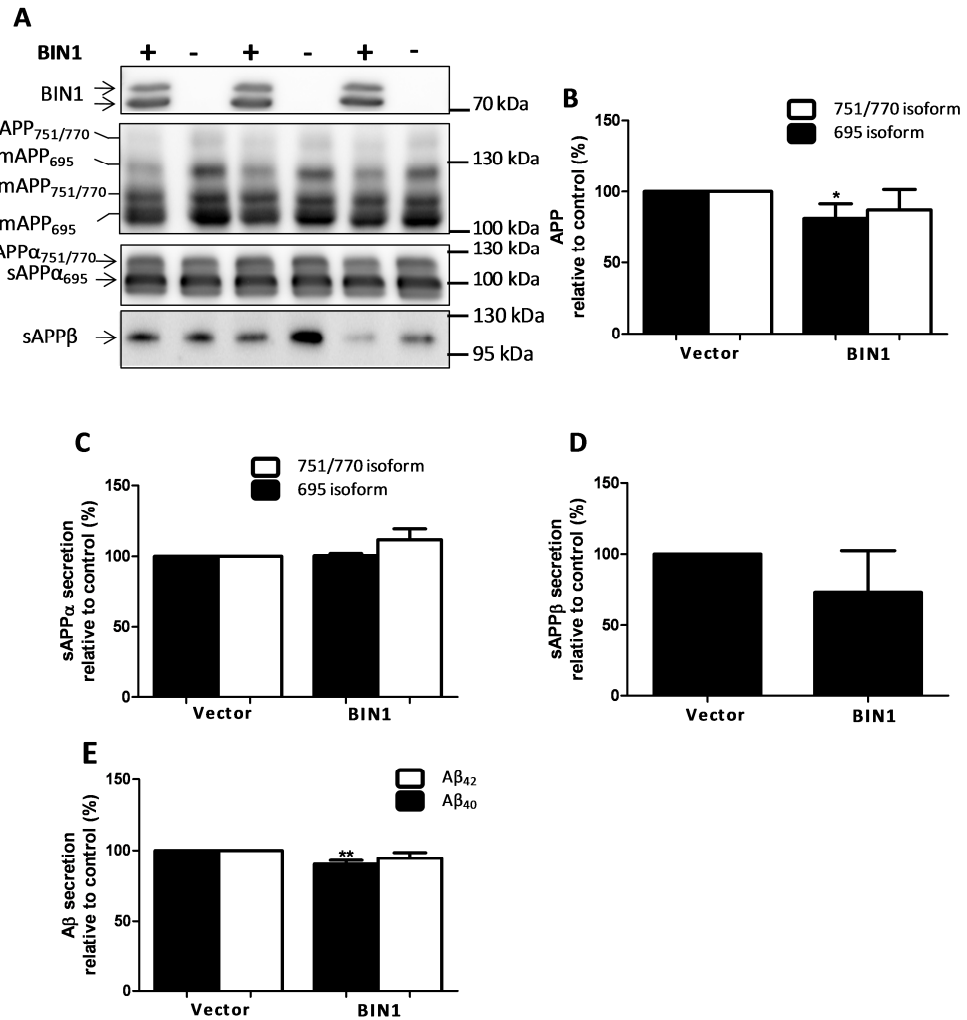 A
BIN1 + - + - + -
BIN1
70 kDa
APP751/770
mAPP695
mAPP751/770
mAPP695
130 kDa
100 kDa
APPα751/770
sAPPα695
130 kDa
100 kDa
sAPPβ
130 kDa
95 kDa
B
751/770 isoform
695 isoform
APP
relative to control (%)
150
100
50
0
*
Vector BIN1
C
751/770 isoform
695 isoform
sAPPα secretion
relative to control (%)
150
100
50
0
Vector BIN1
D
sAPPβ secretion
relative to control (%)
150
100
50
0
Vector BIN1
E
Aβ42
Aβ40
Aβ secretion
relative to control (%)
150
100
50
0
**
Vector BIN1